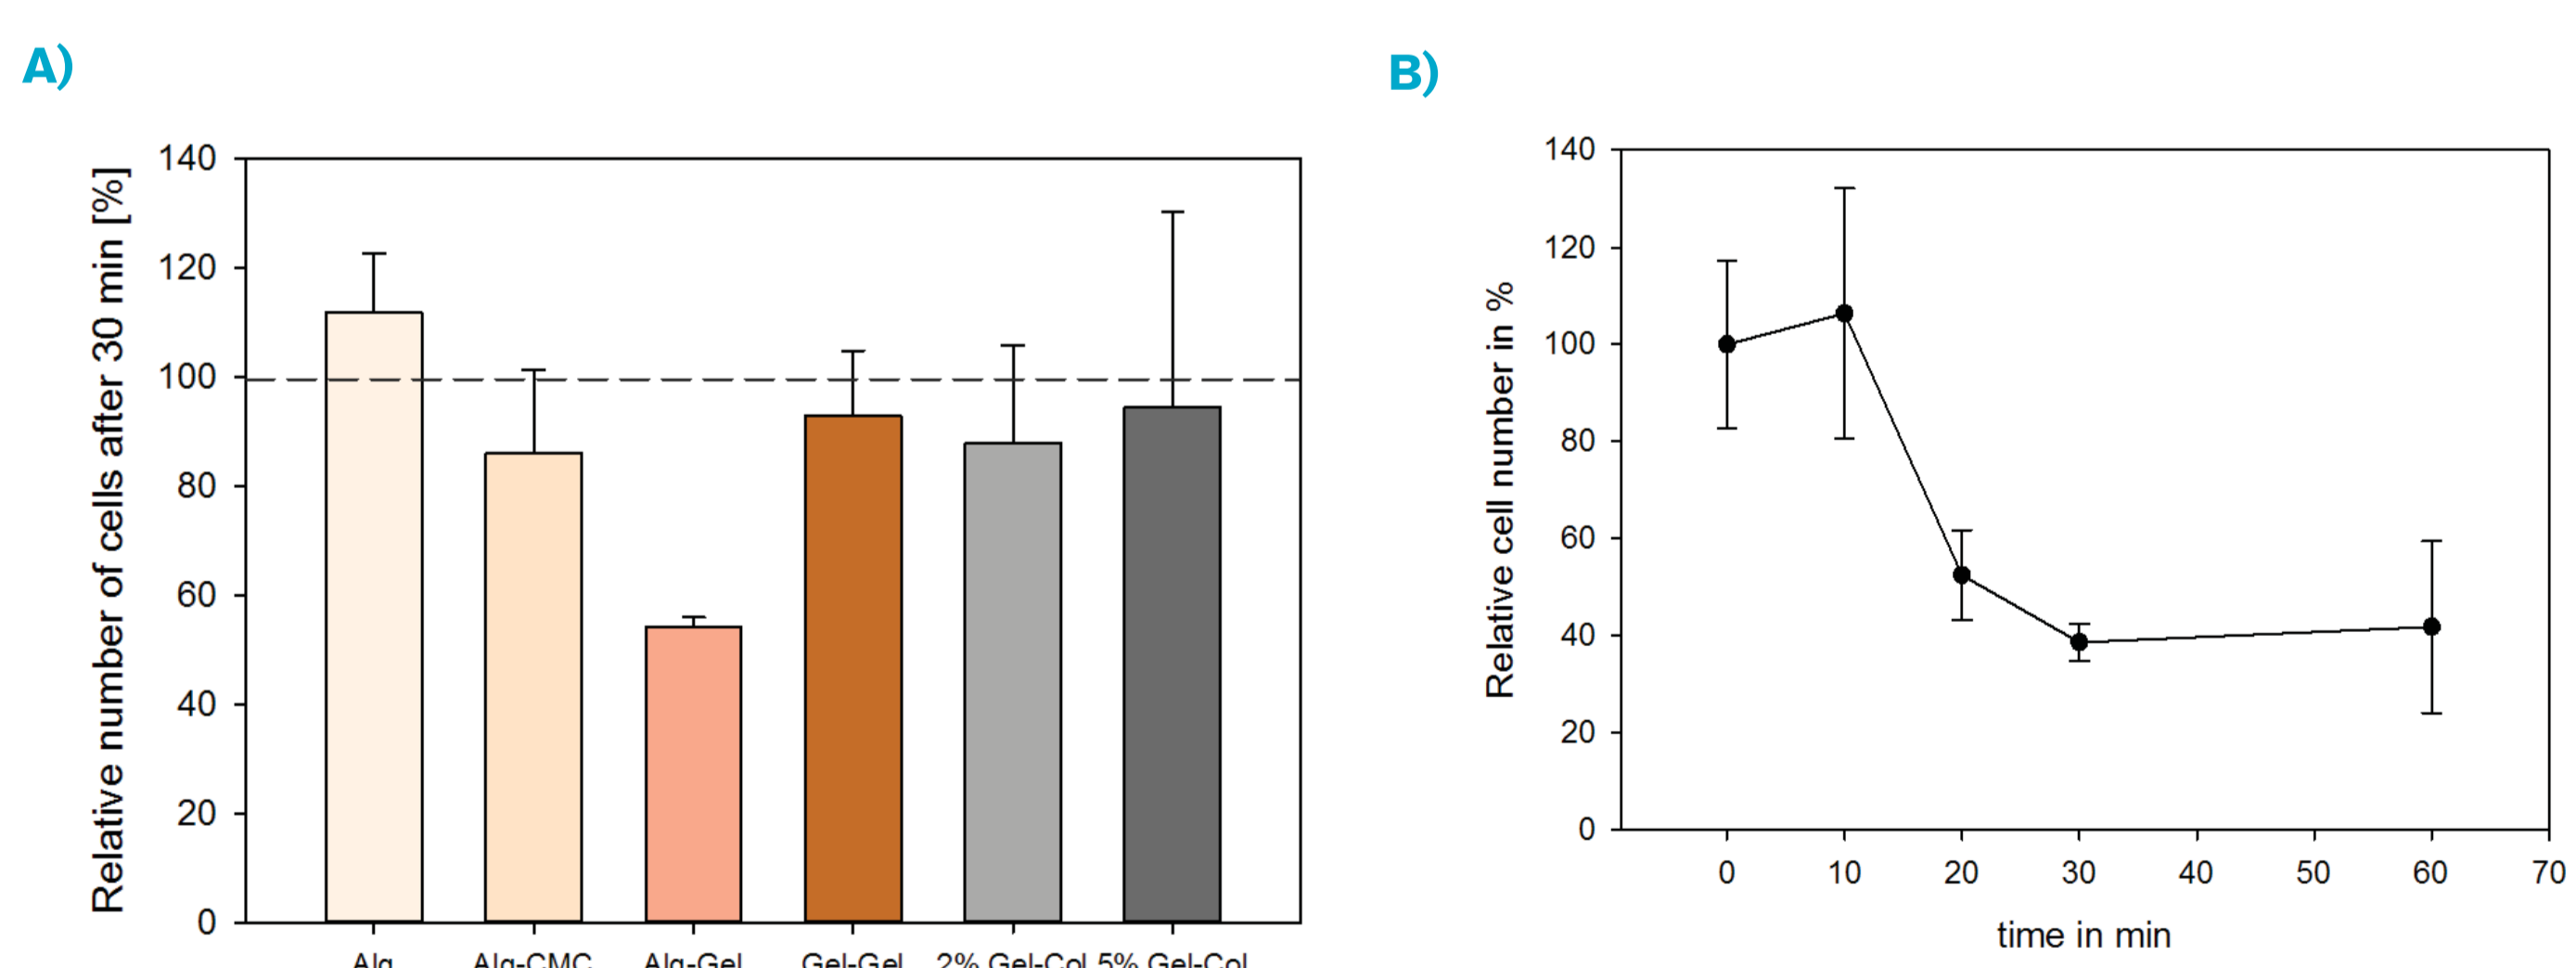 A)
Relative number of cells after 30 min [%]
140
120
100
80
60
40
20
0
Alg Alg-CMC Alg-Gel Gel-Gel 2% Gel-Col 5% Gel-Col
B)
Relative cell number in %
140
120
100
80
60
40
20
0
0 10 20 30 40 50 60 70
time in min